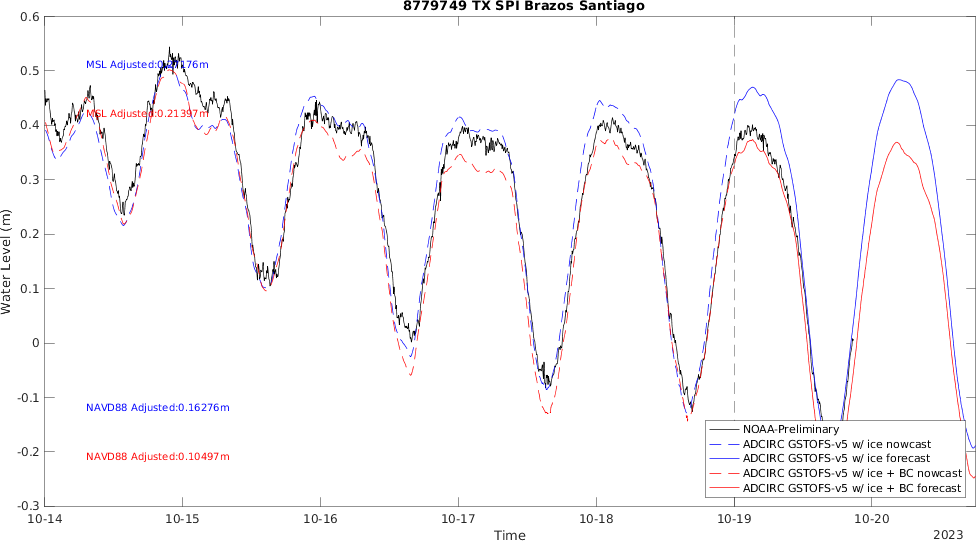 8779749 TX SPI Brazos Santiago
0.6
0.5
0.4
0.3
0.2
0.1
0
-0.1
-0.2
-0.3
Water Level (m)
MSL Adjusted:0.27176m
MSL Adjusted:0.21397m
NAVD88 Adjusted:0.16276m
NAVD88 Adjusted:0.10497m
NOAA-Preliminary
ADCIRC GSTOFS-v5 w/ ice nowcast
ADCIRC GSTOFS-v5 w/ ice forecast
ADCIRC GSTOFS-v5 w/ ice + BC nowcast
ADCIRC GSTOFS-v5 w/ ice + BC forecast
10-14
10-15
10-16
10-17
10-18
10-19
10-20
Time
2023